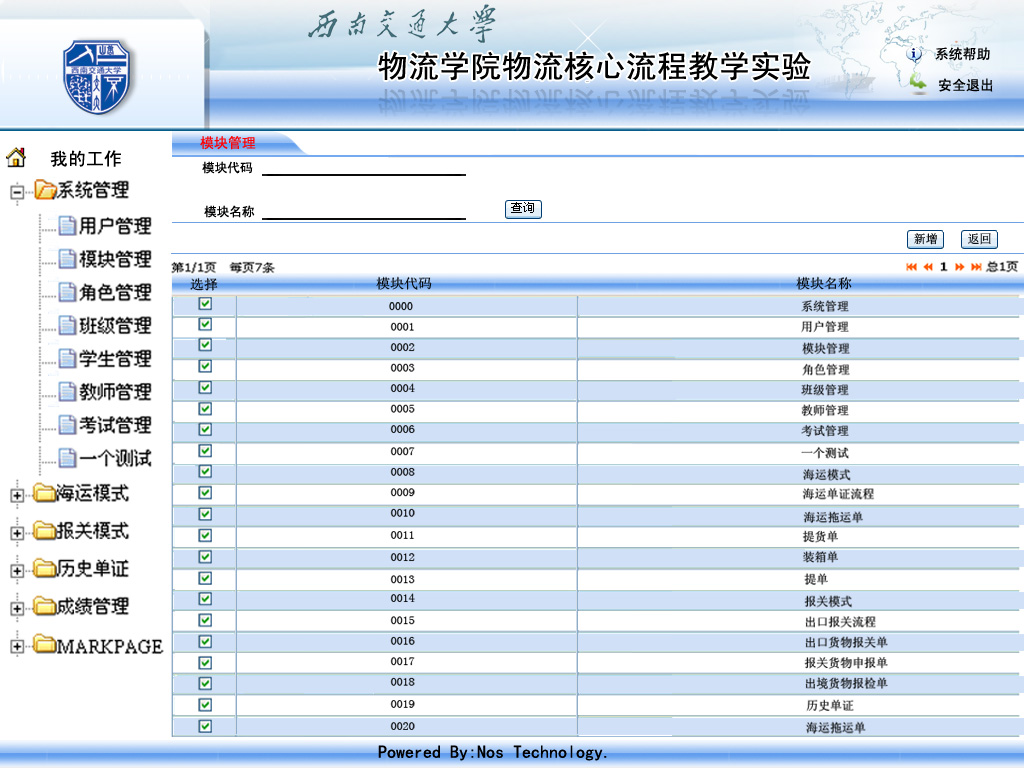 西南交通大學
物流学院物流核心流程教学实验
系统帮助
安全退出
西南交通大学
我的工作
系统管理
用户管理
模块管理
角色管理
班级管理
学生管理
教师管理
考试管理
一个测试
海运模式
报关模式
历史单证
成绩管理
MARKPAGE
模块管理
模块代码
模块名称
查询
新增 返回
第1/1页 每页7条 1 总1页
选择 模块代码 模块名称
0000 系统管理
0001 用户管理
0002 模块管理
0003 角色管理
0004 班级管理
0005 教师管理
0006 考试管理
0007 一个测试
0008 海运模式
0009 海运单证流程
0010 海运拖运单
0011 提货单
0012 装箱单
0013 提单
0014 报关模式
0015 出口报关流程
0016 出口货物报关单
0017 报关货物申报单
0018 出境货物报检单
0019 历史单证
0020 海运拖运单
Powered By:Nos Technology.